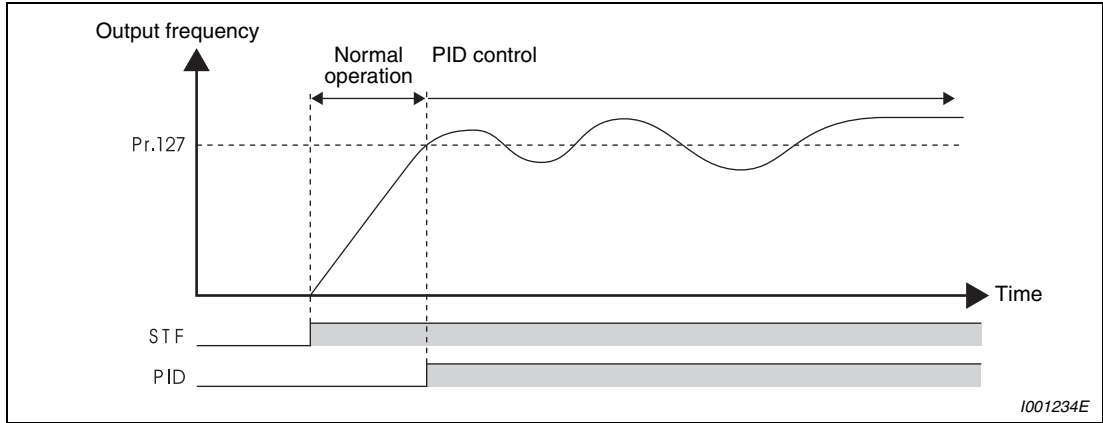 Output frequency
Normal
operation
PID control
Pr.127
Time
STF
PID
I001234E